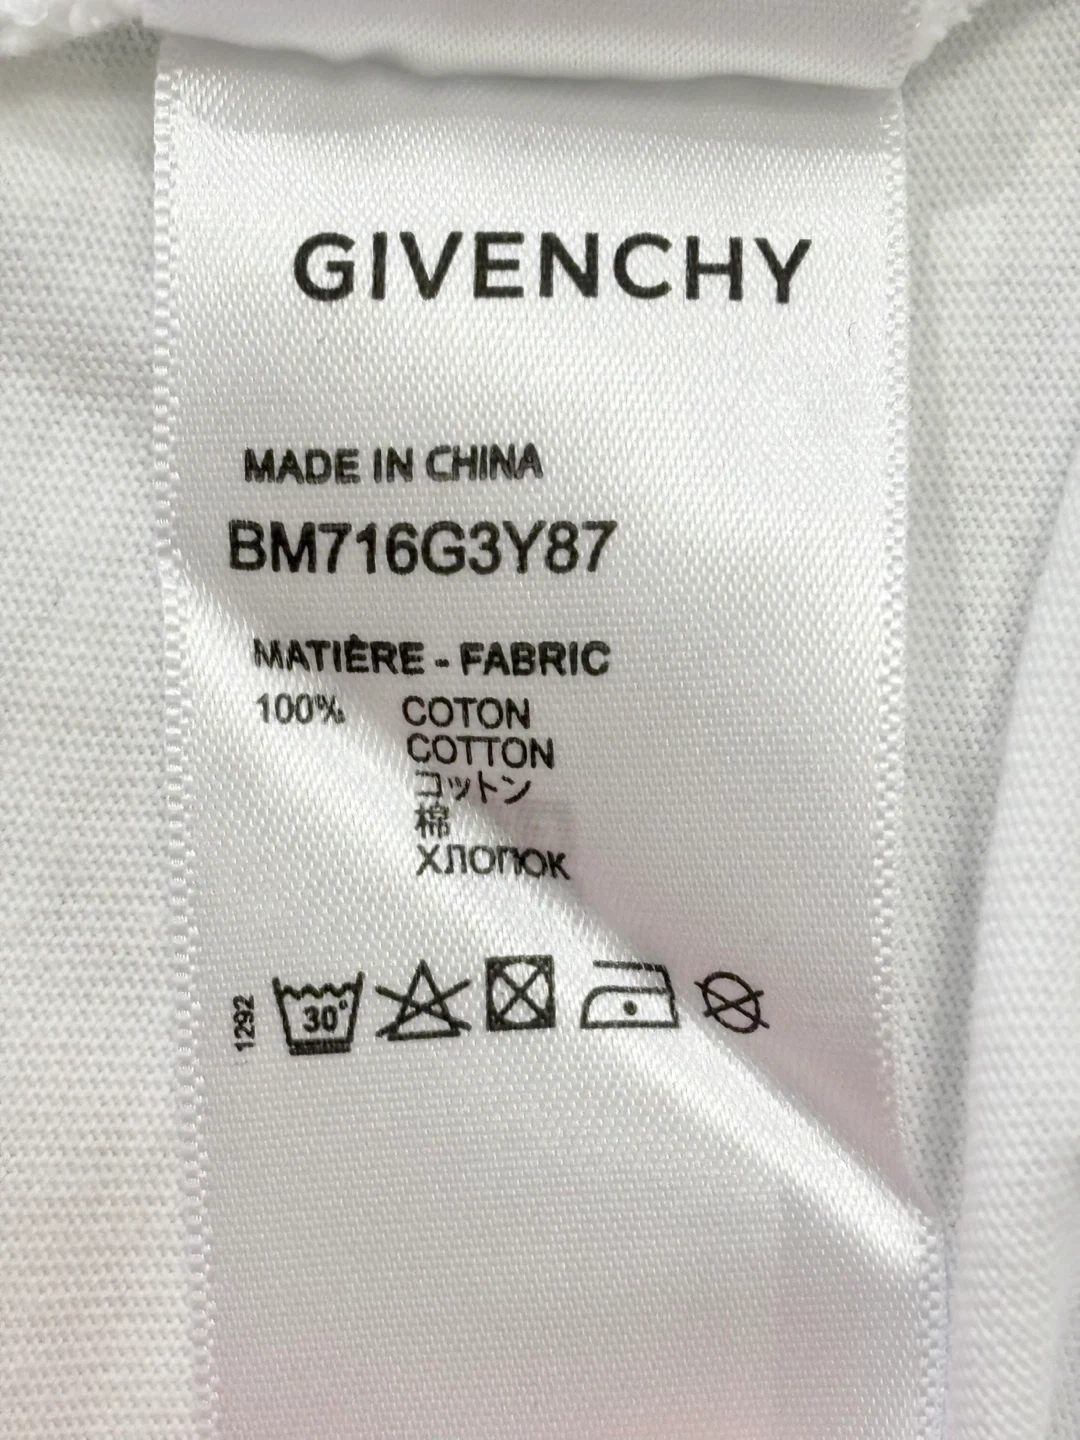 GIVENCHY
MADE IN CHINA
BM716G3Y87
MATIÈRE - FABRIC
100% COTON
COTTON
コットン
棉
ХЛОПОК
1292
30°